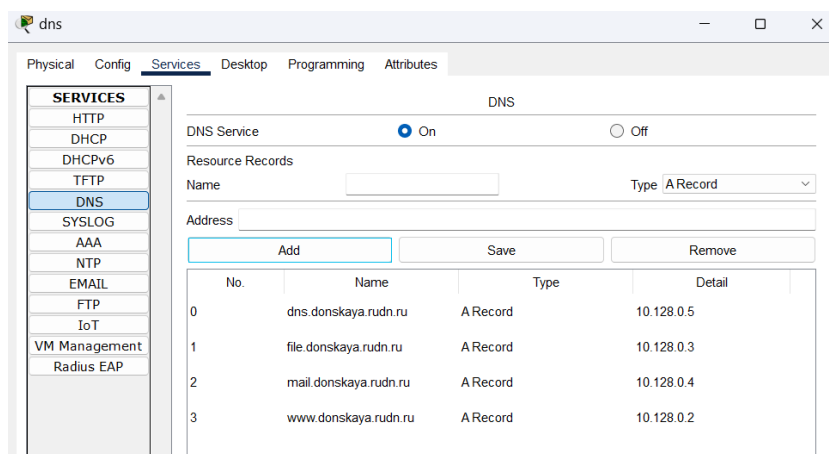 dns
Physical Config Services Desktop Programming Attributes
SERVICES
HTTP
DHCP
DHCPv6
TFTP
DNS
SYSLOG
AAA
NTP
EMAIL
FTP
IoT
VM Management
Radius EAP
DNS
DNS Service On Off
Resource Records
Name Type A Record
Address
Add Save Remove
No. Name Type Detail
0 dns.donskaya.rudn.ru A Record 10.128.0.5
1 file.donskaya.rudn.ru A Record 10.128.0.3
2 mail.donskaya.rudn.ru A Record 10.128.0.4
3 www.donskaya.rudn.ru A Record 10.128.0.2